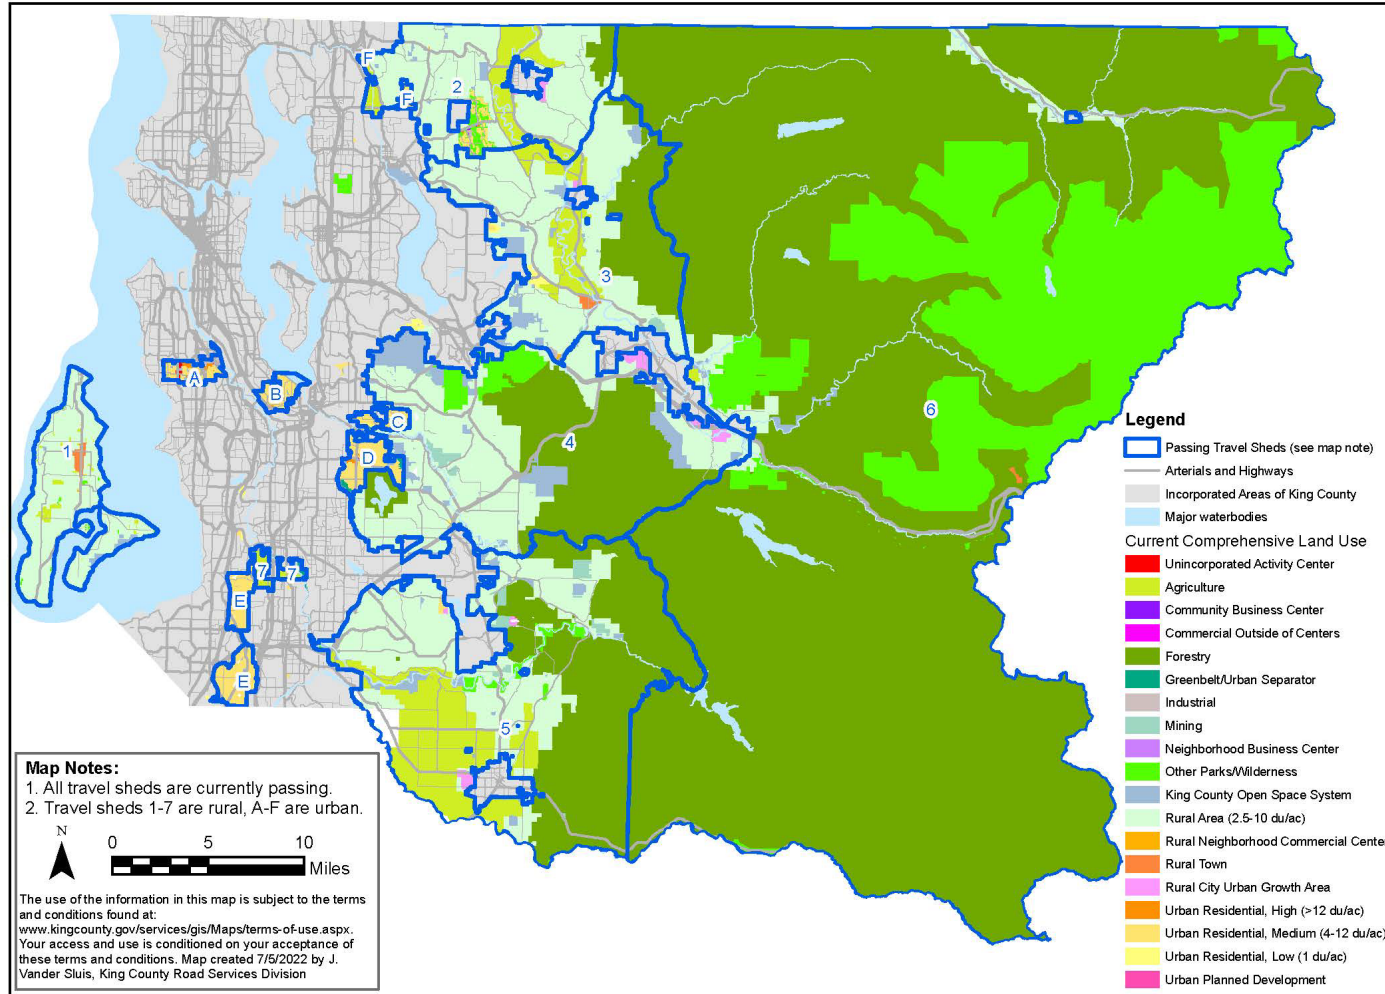 F
F
2
3
A
B
C
D
1
4
6
7
7
E
E
5
Legend
Passing Travel Sheds (see map note)
Arterials and Highways
Incorporated Areas of King County
Major waterbodies
Current Comprehensive Land Use
Unincorporated Activity Center
Agriculture
Community Business Center
Commercial Outside of Centers
Forestry
Greenbelt/Urban Separator
Industrial
Mining
Neighborhood Business Center
Other Parks/Wilderness
King County Open Space System
Rural Area (2.5-10 du/ac)
Rural Neighborhood Commercial Center
Rural Town
Rural City Urban Growth Area
Urban Residential, High (>12 du/ac)
Urban Residential, Medium (4-12 du/ac)
Urban Residential, Low (1 du/ac)
Urban Planned Development
Map Notes:
1. All travel sheds are currently passing.
2. Travel sheds 1-7 are rural, A-F are urban.
N
0 5 10
Miles
The use of the information in this map is subject to the terms
and conditions found at:
www.kingcounty.gov/services/gis/Maps/terms-of-use.aspx.
Your access and use is conditioned on your acceptance of
these terms and conditions. Map created 7/5/2022 by J.
Vander Sluis, King County Road Services Division